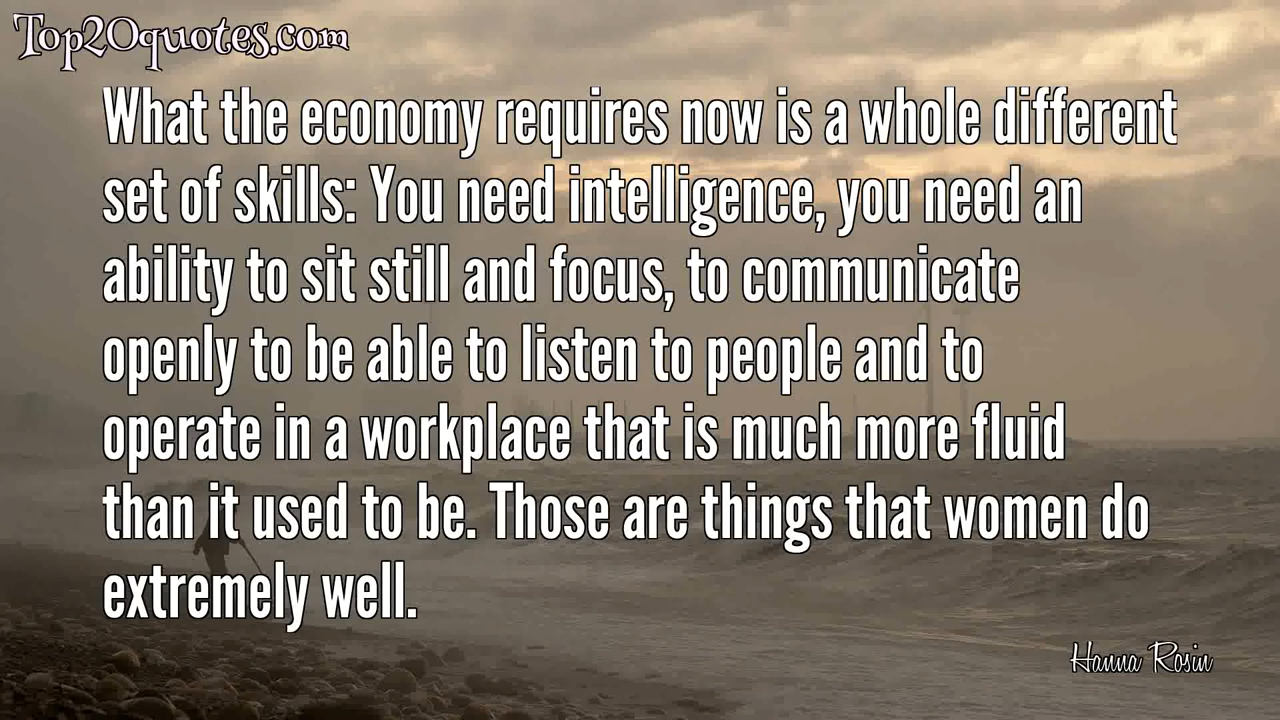 Top20quotes.com
What the economy requires now is a whole different
set of skills: You need intelligence, you need an
ability to sit still and focus, to communicate
openly to be able to listen to people and to
operate in a workplace that is much more fluid
than it used to be. Those are things that women do
extremely well.
Hanna Rosin